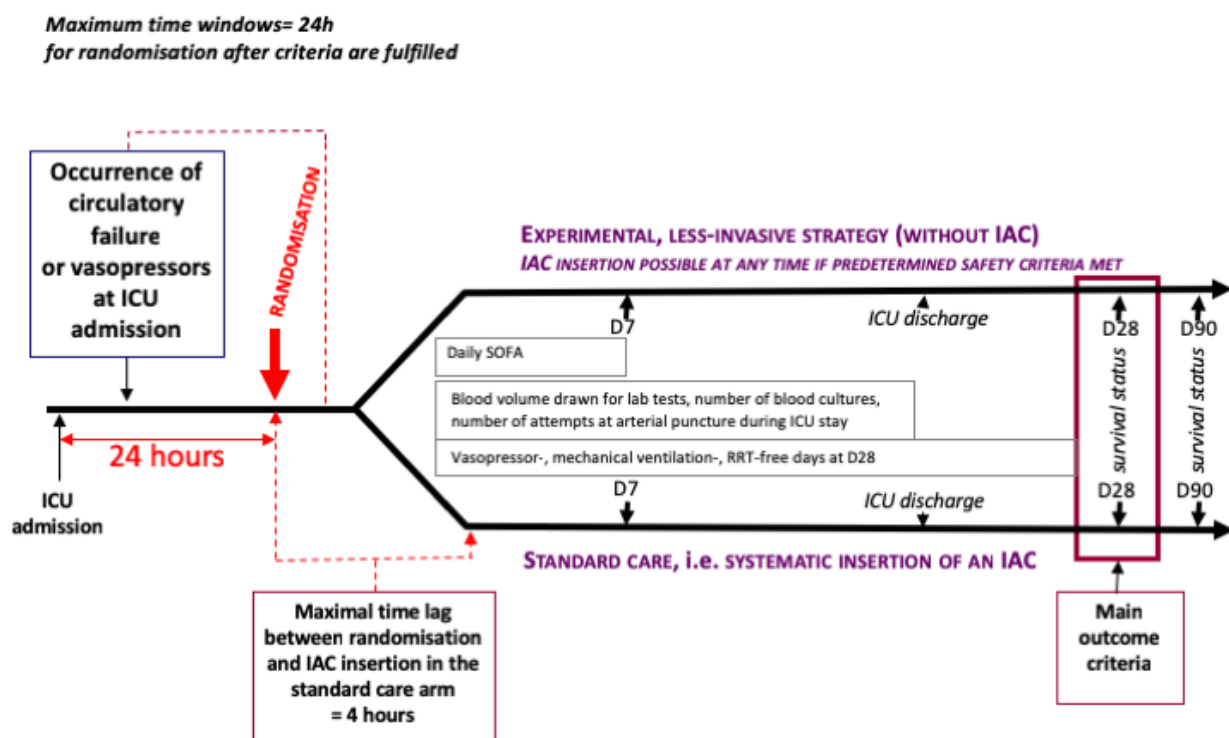 Maximum time windows= 24h
for randomisation after criteria are fulfilled
Occurrence of
circulatory
failure
or vasopressors
at ICU
admission
RANDOMISATION
24 hours
ICU
admission
EXPERIMENTAL, LESS-INVASIVE STRATEGY (WITHOUT IAC)
IAC INSERTION POSSIBLE AT ANY TIME IF PREDETERMINED SAFETY CRITERIA MET
D7
ICU discharge
D28
D90
Daily SOFA
Blood volume drawn for lab tests, number of blood cultures,
number of attempts at arterial puncture during ICU stay
Vasopressor-, mechanical ventilation-, RRT-free days at D28
survival status
survival status
D7
ICU discharge
D28
D90
STANDARD CARE, i.e. SYSTEMATIC INSERTION OF AN IAC
Maximal time lag
between randomisation
and IAC insertion in the
standard care arm
= 4 hours
Main
outcome
criteria